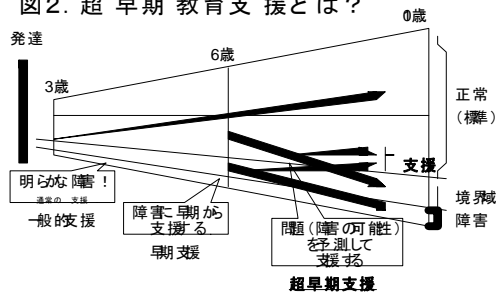 図2. 超早期教育支援とは?
発達
3歳
6歳
0歳
正常
(標準)
支援
境界域
障害
明らかな障害!
通常の 支援
一般的支援
障害に早期から
支援する
早期支援
問題(障害の可能性)
を予測して
支援する
超早期支援